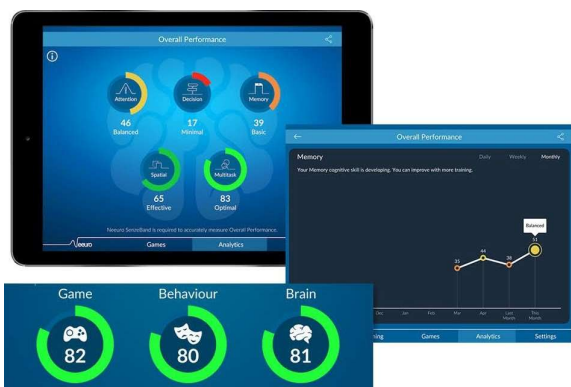 Overall Performance
Attention
Decision
Memory
46
17
39
Balanced
Minimal
Basic
Spatial
Multitask
65
83
Effective
Optimal
Neeuro SenzeBand is required to accurately measure Overall Performance.
neeuro
Games
Analytics
Overall Performance
Memory
Daily
Weekly
Monthly
Your Memory cognitive skill is developing. You can improve with more training.
Balanced
35
44
38
51
Dec
Jan
Feb
Mar
Apr
Last
Month
This
Month
ning
Games
Analytics
Settings
Game
Behaviour
Brain
82
80
81